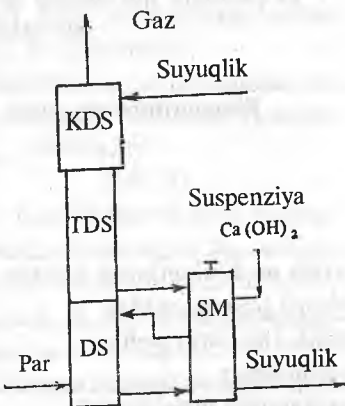 Gaz
Suyuqlik
KDS
Suspenziya
Ca(OH)₂
TDS
SM
DS
Par
Suyuqlik